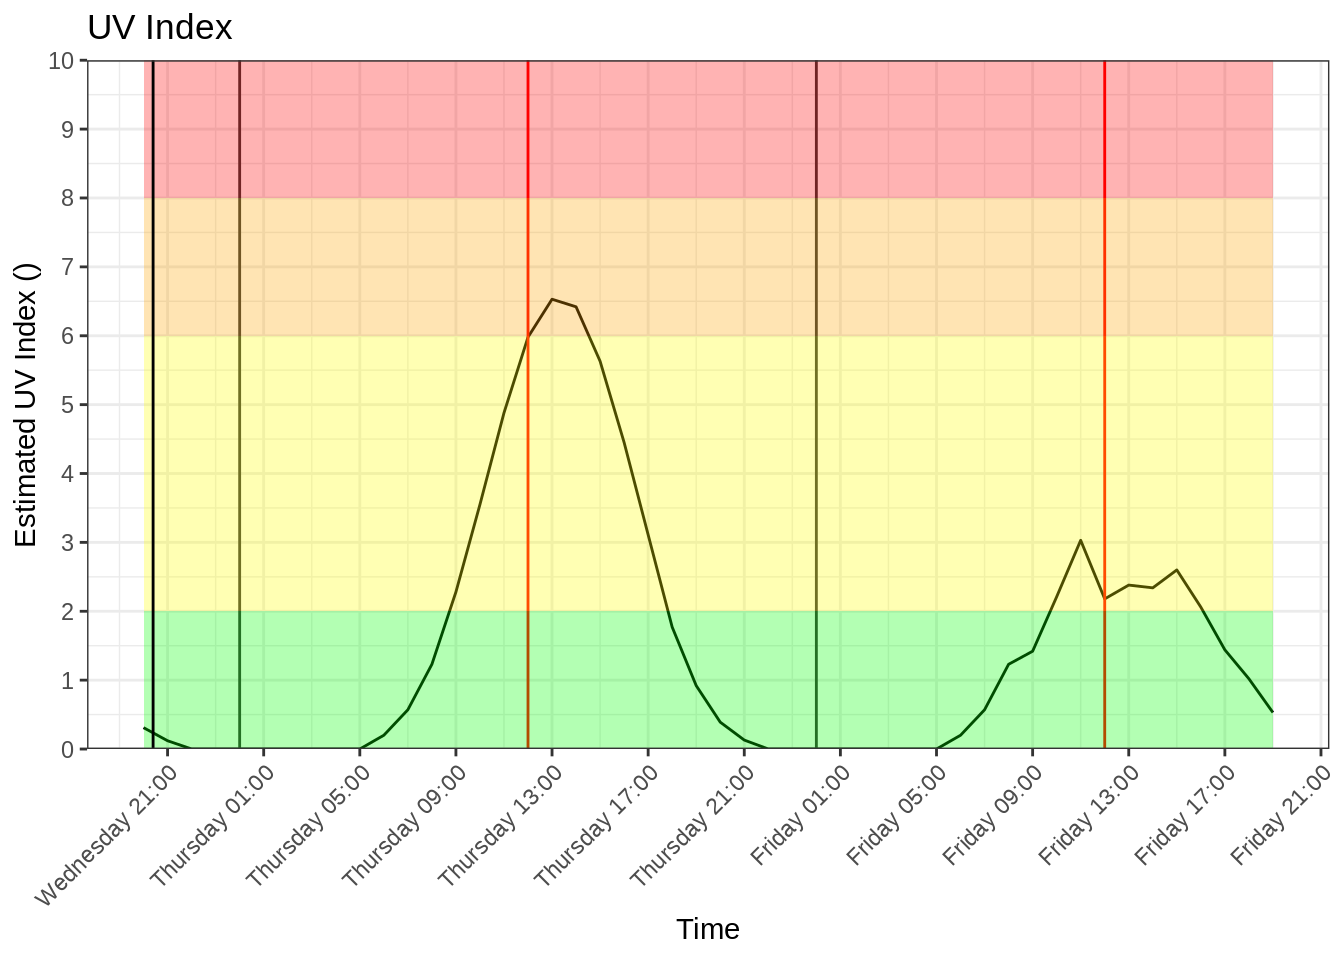 UV Index
Estimated UV Index ()
10
9
8
7
6
5
4
3
2
1
0
Wednesday 21:00
Thursday 01:00
Thursday 05:00
Thursday 09:00
Thursday 13:00
Thursday 17:00
Thursday 21:00
Friday 01:00
Friday 05:00
Friday 09:00
Friday 13:00
Friday 17:00
Friday 21:00
Time